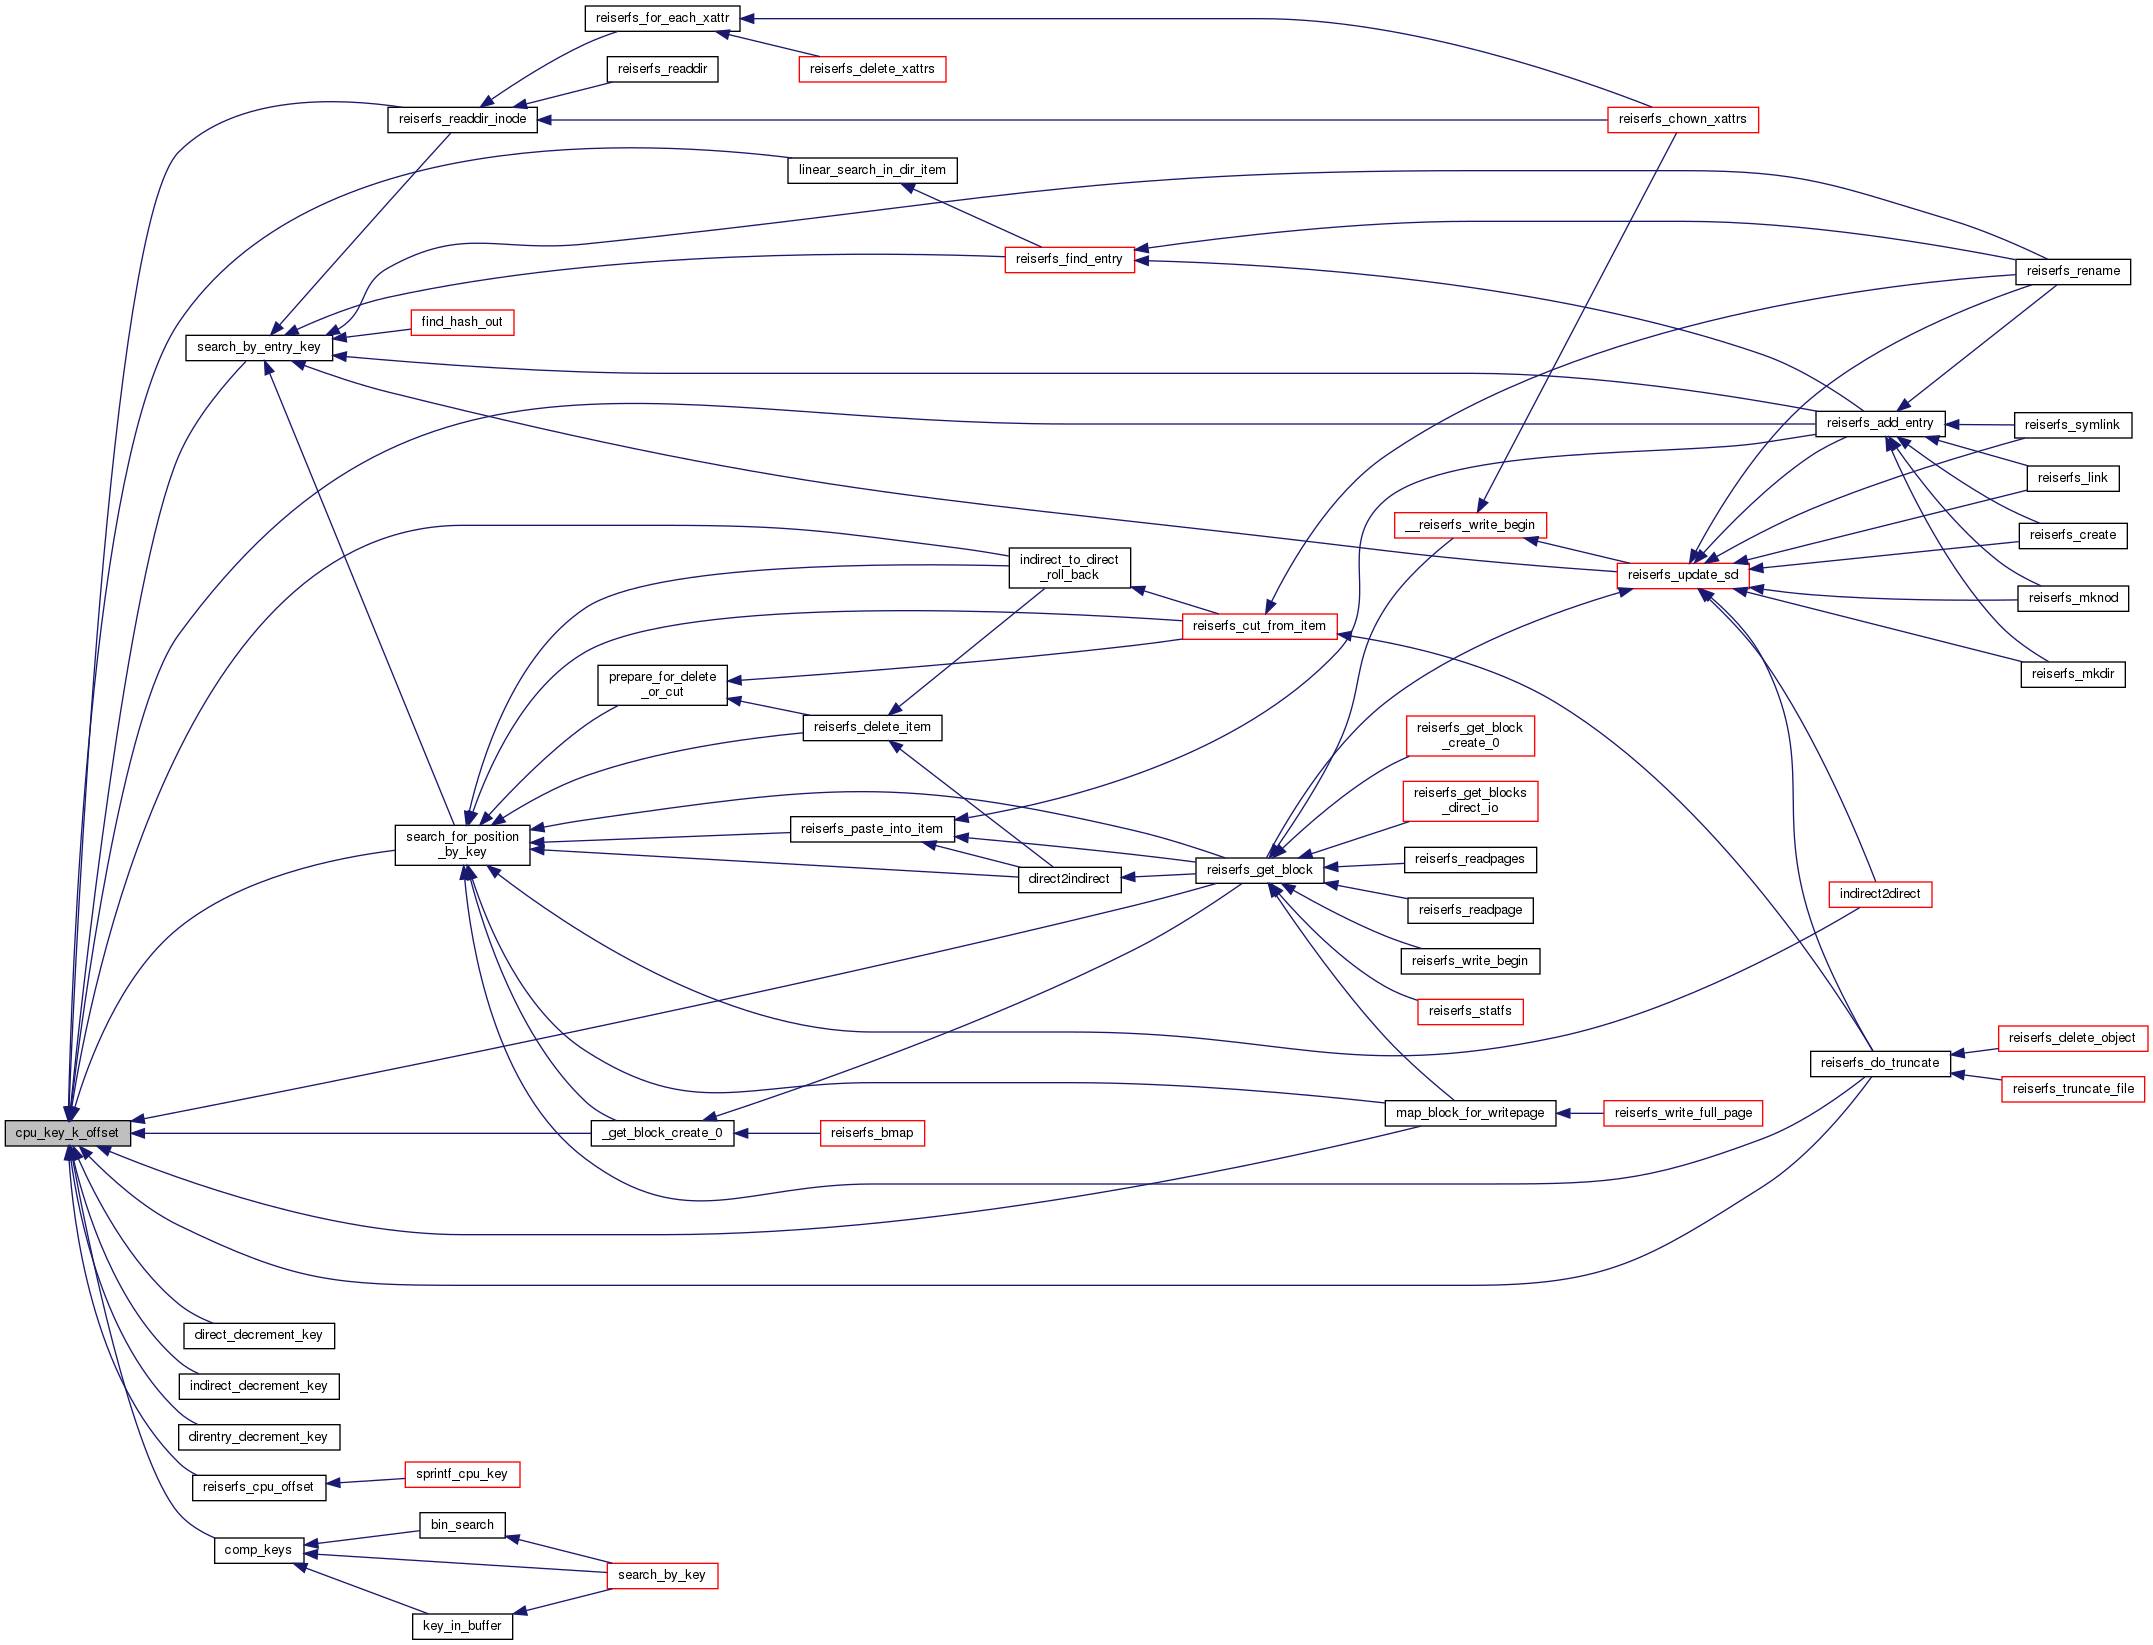 reiserfs_for_each_xattr
reiserfs_readdir
reiserfs_delete_xattrs
reiserfs_readdir_inode
reiserfs_chown_xattrs
linear_search_in_dir_item
reiserfs_find_entry
reiserfs_rename
find_hash_out
search_by_entry_key
reiserfs_add_entry
reiserfs_symlink
reiserfs_link
__reiserfs_write_begin
reiserfs_create
indirect_to_direct
_roll_back
reiserfs_update_sd
reiserfs_mknod
reiserfs_cut_from_item
reiserfs_mkdir
prepare_for_delete
_or_cut
reiserfs_delete_item
reiserfs_get_block
_create_0
reiserfs_get_blocks
_direct_io
search_for_position
_by_key
reiserfs_paste_into_item
reiserfs_readpages
reiserfs_get_block
direct2indirect
indirect2direct
reiserfs_readpage
reiserfs_write_begin
reiserfs_statfs
reiserfs_delete_object
reiserfs_do_truncate
reiserfs_truncate_file
map_block_for_writepage
reiserfs_write_full_page
cpu_key_k_offset
_get_block_create_0
reiserfs_bmap
direct_decrement_key
indirect_decrement_key
direntry_decrement_key
sprintf_cpu_key
reiserfs_cpu_offset
bin_search
comp_keys
search_by_key
key_in_buffer